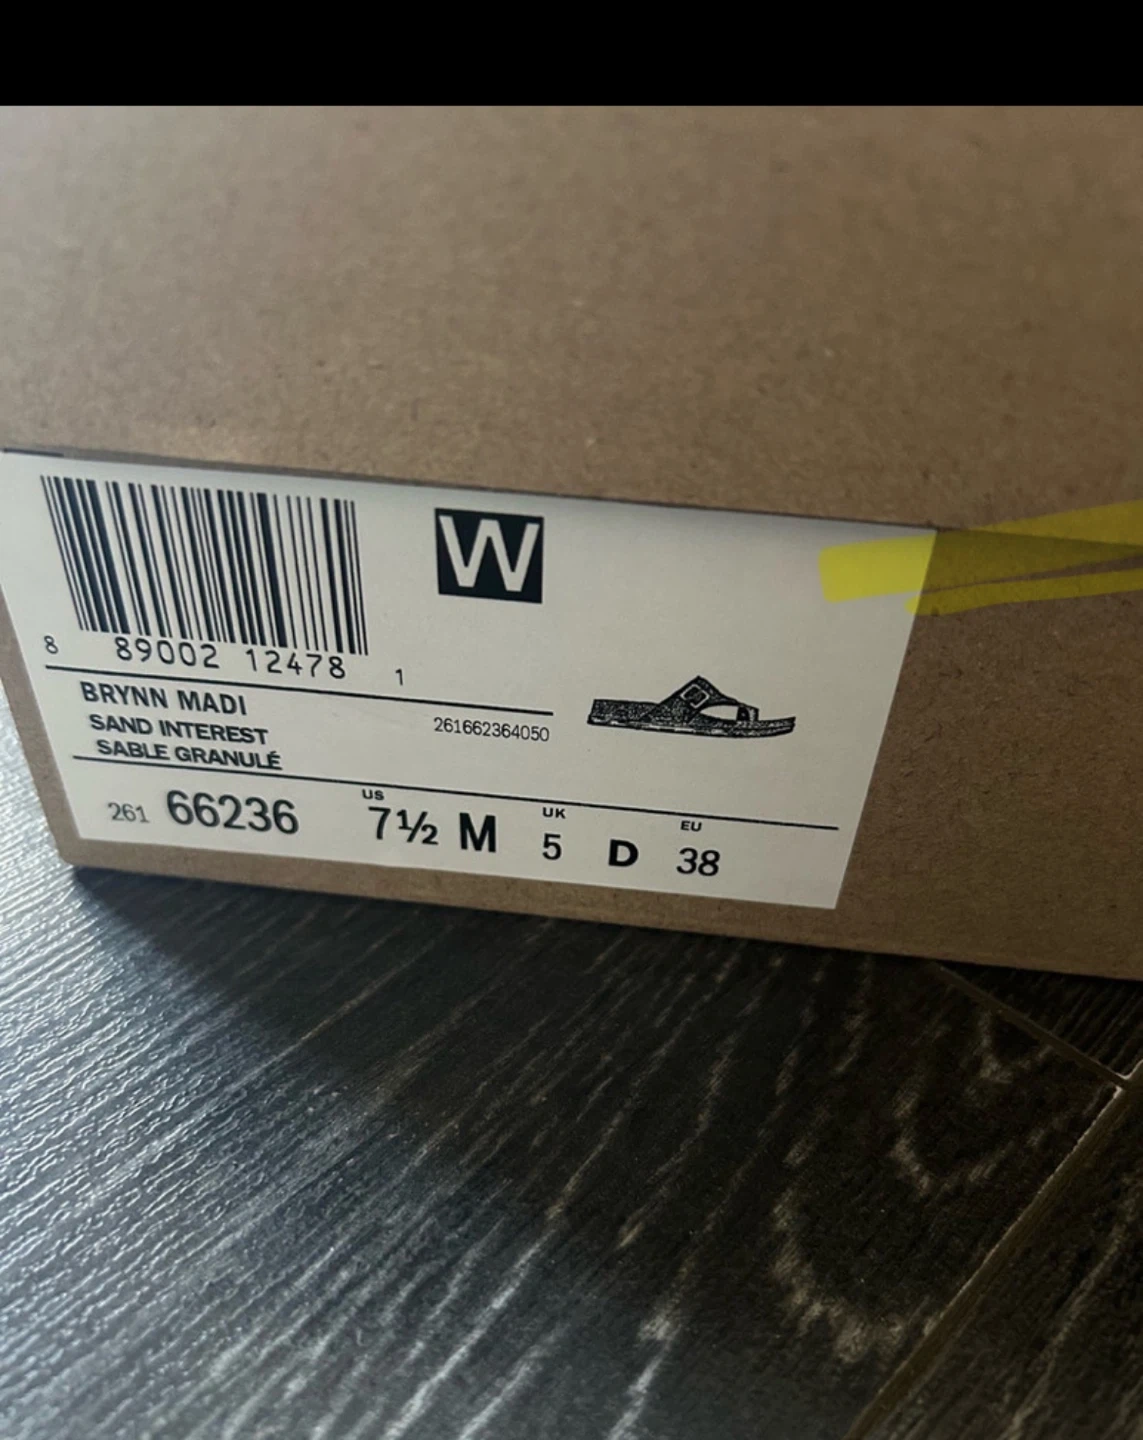 W
8 89002 12478 1
BRYNN MADI
SAND INTEREST
261662364050
SABLE GRANULÉ
261 66236
US
7½ M
UK
5 D
EU
38